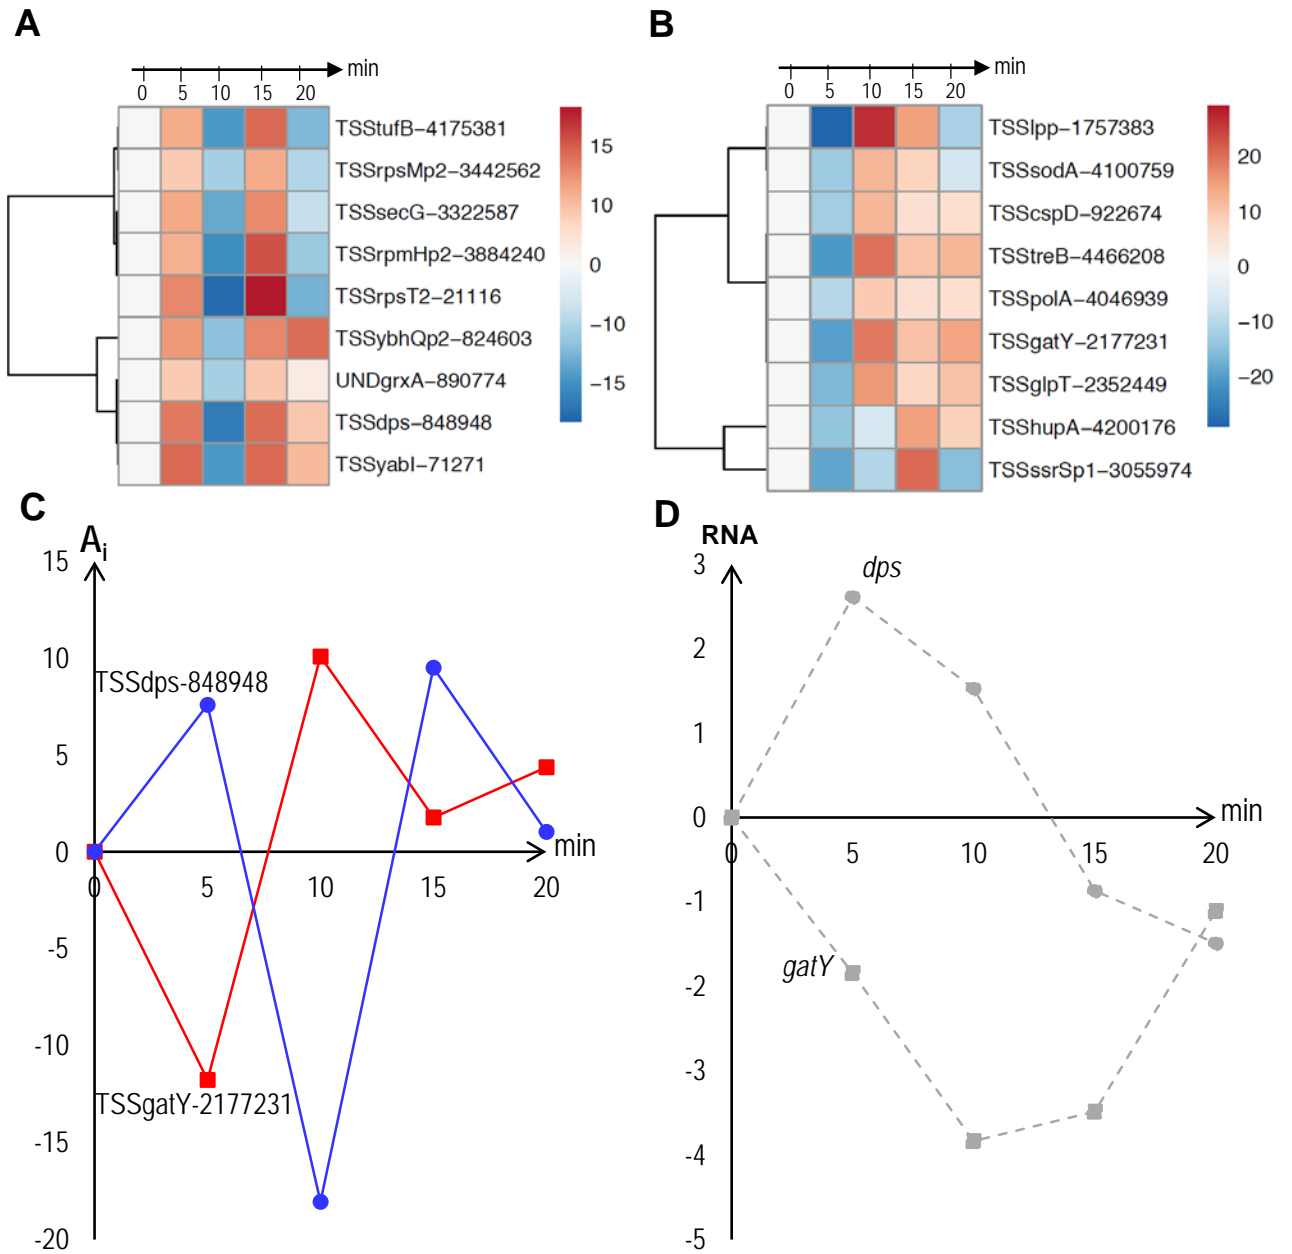 A
min
0 5 10 15 20
TSStufB−4175381
TSSrpsMp2−3442562
TSSsecG−3322587
TSSrpmHp2−3884240
TSSrpsT2−21116
TSSybhQp2−824603
UNDgrxA−890774
TSSdps−848948
TSSyabI−71271
15
10
0
−10
−15
B
min
0 5 10 15 20
TSSlpp−1757383
TSSsodA−4100759
TSScspD−922674
TSStreB−4466208
TSSpolA−4046939
TSSgatY−2177231
TSSglpT−2352449
TSShupA−4200176
TSSssrSp1−3055974
20
10
0
−10
−20
C
Ai
15
10
5
0
-5
-10
-15
-20
TSSdps-848948
TSSgatY-2177231
0 5 10 15 20
min
D
RNA
3
2
1
0
-1
-2
-3
-4
-5
dps
gatY
0 5 10 15 20
min